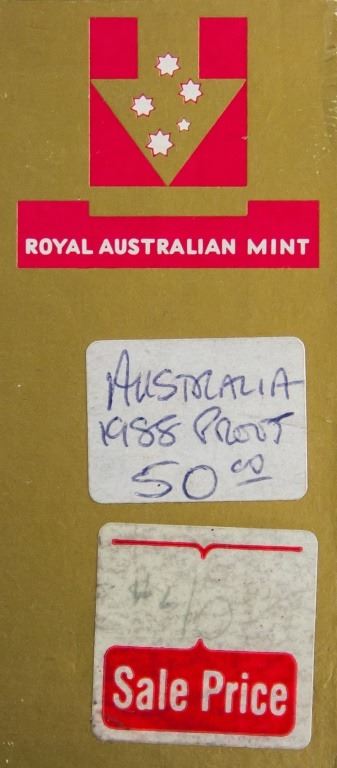 ROYAL AUSTRALIAN MINT
AUSTRALIA
1988 PROOF
50 00
Sale Price